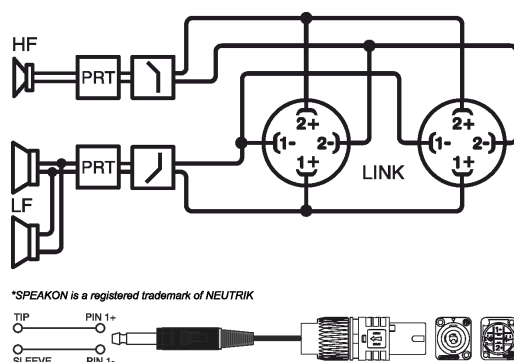 HF
PRT
2+
1-
2-
1+
LINK
2+
1-
2-
1+
PRT
LF
*SPEAKON is a registered trademark of NEUTRIK
TIP PIN 1+
SLEEVE PIN 1-